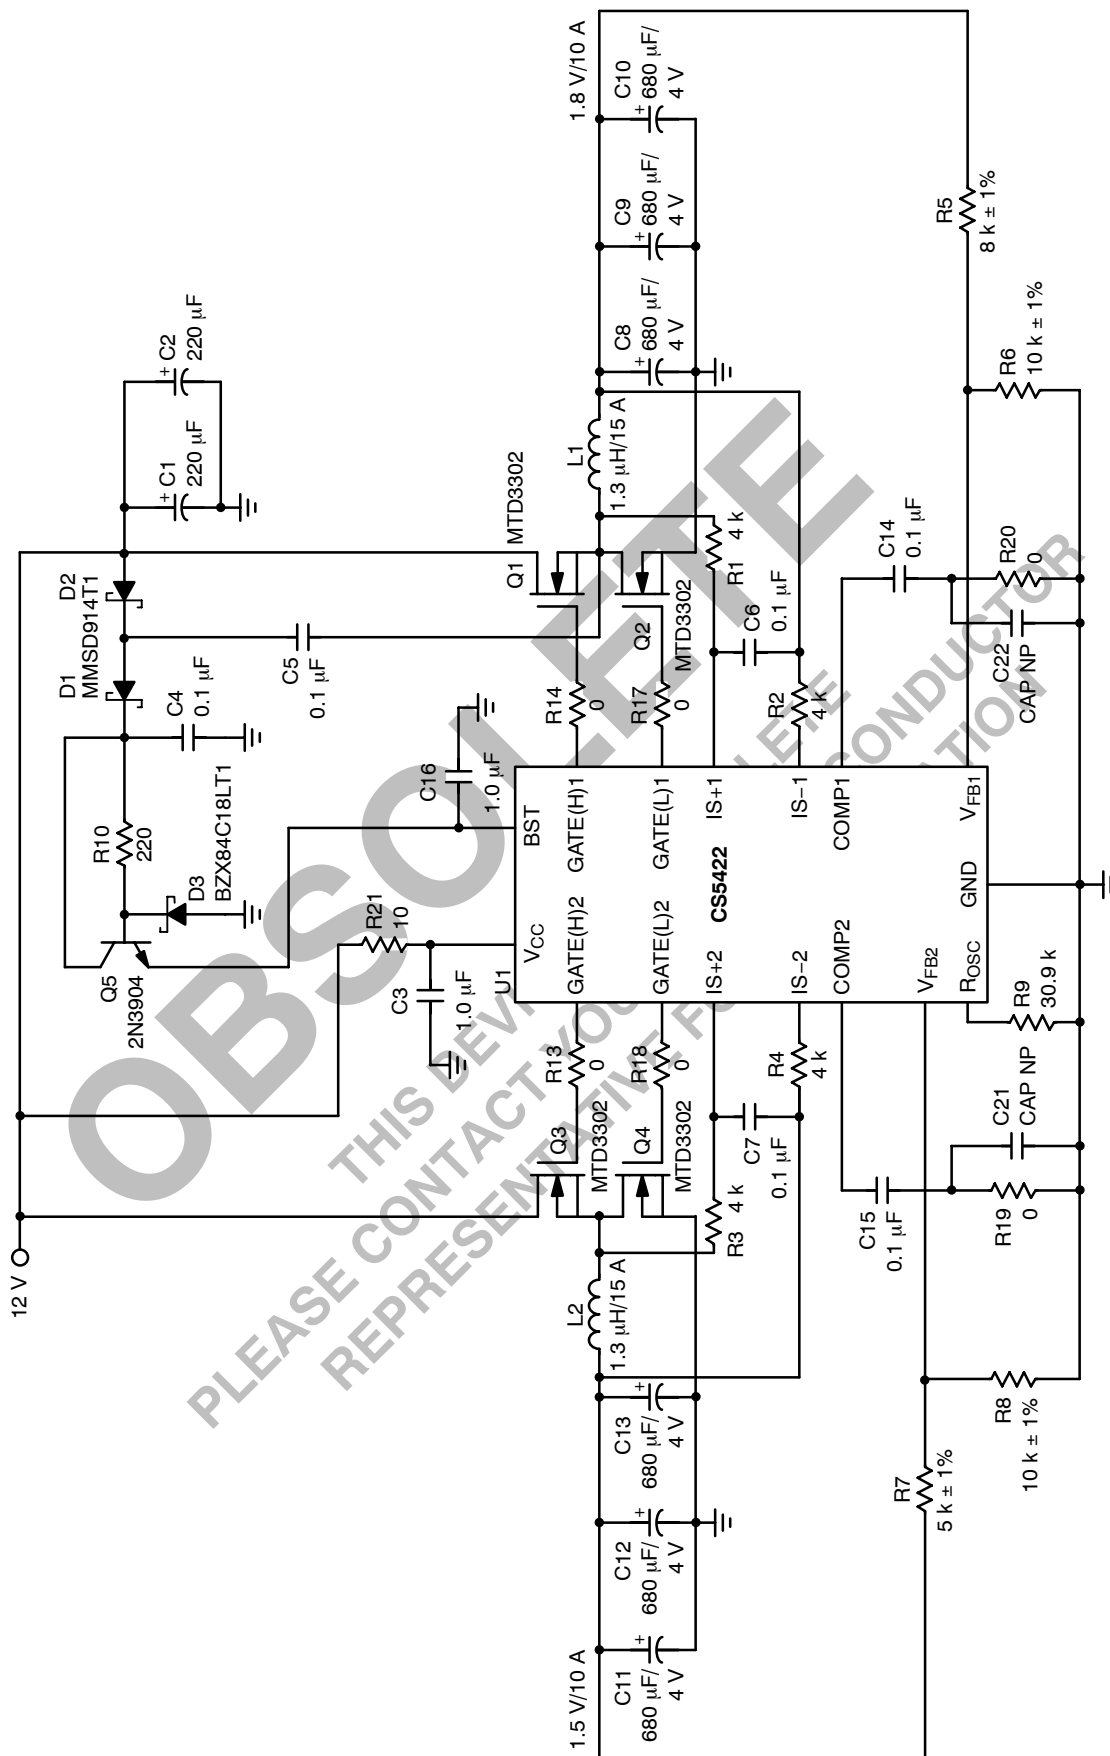 12 V
1.5 V/10 A
C11
680 μF/
4 V
C12
680 μF/
4 V
C13
680 μF/
4 V
L2
1.3 μH/15 A
Q3
MTD3302
Q4
MTD3302
R13
0
R18
0
R3
4 k
C7
0.1 μF
R4
4 k
C15
0.1 μF
R19
0
C21
CAP NP
R9
30.9 k
R7
5 k ± 1%
R8
10 k ± 1%
Q5
2N3904
R10
220
D3
BZX84C18LT1
C3
1.0 μF
R21
10
C16
1.0 μF
D1
MMSD914T1
D2
C4
0.1 μF
C5
0.1 μF
C1
220 μF
C2
220 μF
U1
VCC
BST
GATE(H)2
GATE(H)1
GATE(L)2
GATE(L)1
CS5422
IS+2
IS+1
IS−2
IS−1
COMP2
COMP1
VFB2
VFB1
ROSC
GND
R14
0
R17
0
Q1
MTD3302
Q2
MTD3302
R1
4 k
C6
0.1 μF
R2
4 k
L1
1.3 μH/15 A
C8
680 μF/
4 V
C9
680 μF/
4 V
C10
680 μF/
4 V
1.8 V/10 A
C14
0.1 μF
R20
0
C22
CAP NP
R6
10 k ± 1%
R5
8 k ± 1%
OBSOLETE
THIS DEVI
LETE
PLEASE CONTACT YOU
CONDUCTOR
REPRESENTATIVE FO
ATION